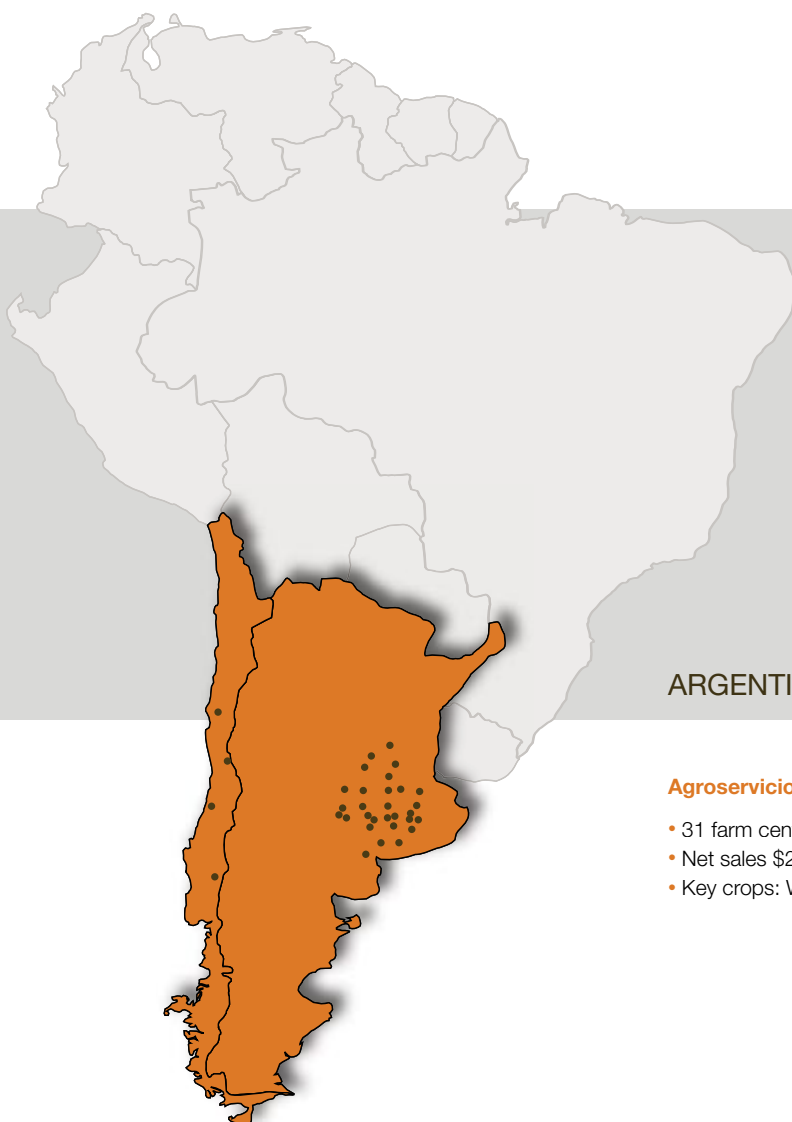 ARGENTI
Agroservicio
• 31 farm cen
• Net sales $2
• Key crops: W